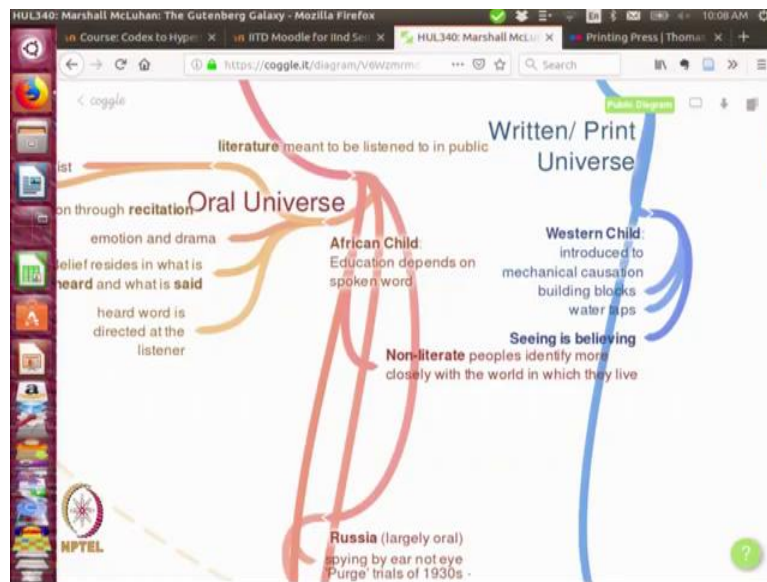 HUL340: Marshall McLuhan: The Gutenberg Galaxy - Mozilla Firefox
En
10:08 AM
Course: Codex to Hype
IITD Moodle for IInd Se
HUL340: Marshall McLu
Printing Press | Thoma
https://coggle.it/diagram/V6Wzmrm
Search
coggle
Public Diagram
literature meant to be listened to in public
Written/ Print
Universe
ist
on through recitation
Oral Universe
emotion and drama
Belief resides in what is
heard and what is said
heard word is
directed at the
listener
African Child:
Education depends on
spoken word
Western Child:
introduced to
mechanical causation
building blocks
water taps
Seeing is believing
Non-literate peoples identify more
closely with the world in which they live
Russia (largely oral)
spying by ear not eye
'Purge' trials of 1930s -
NPTEL
?